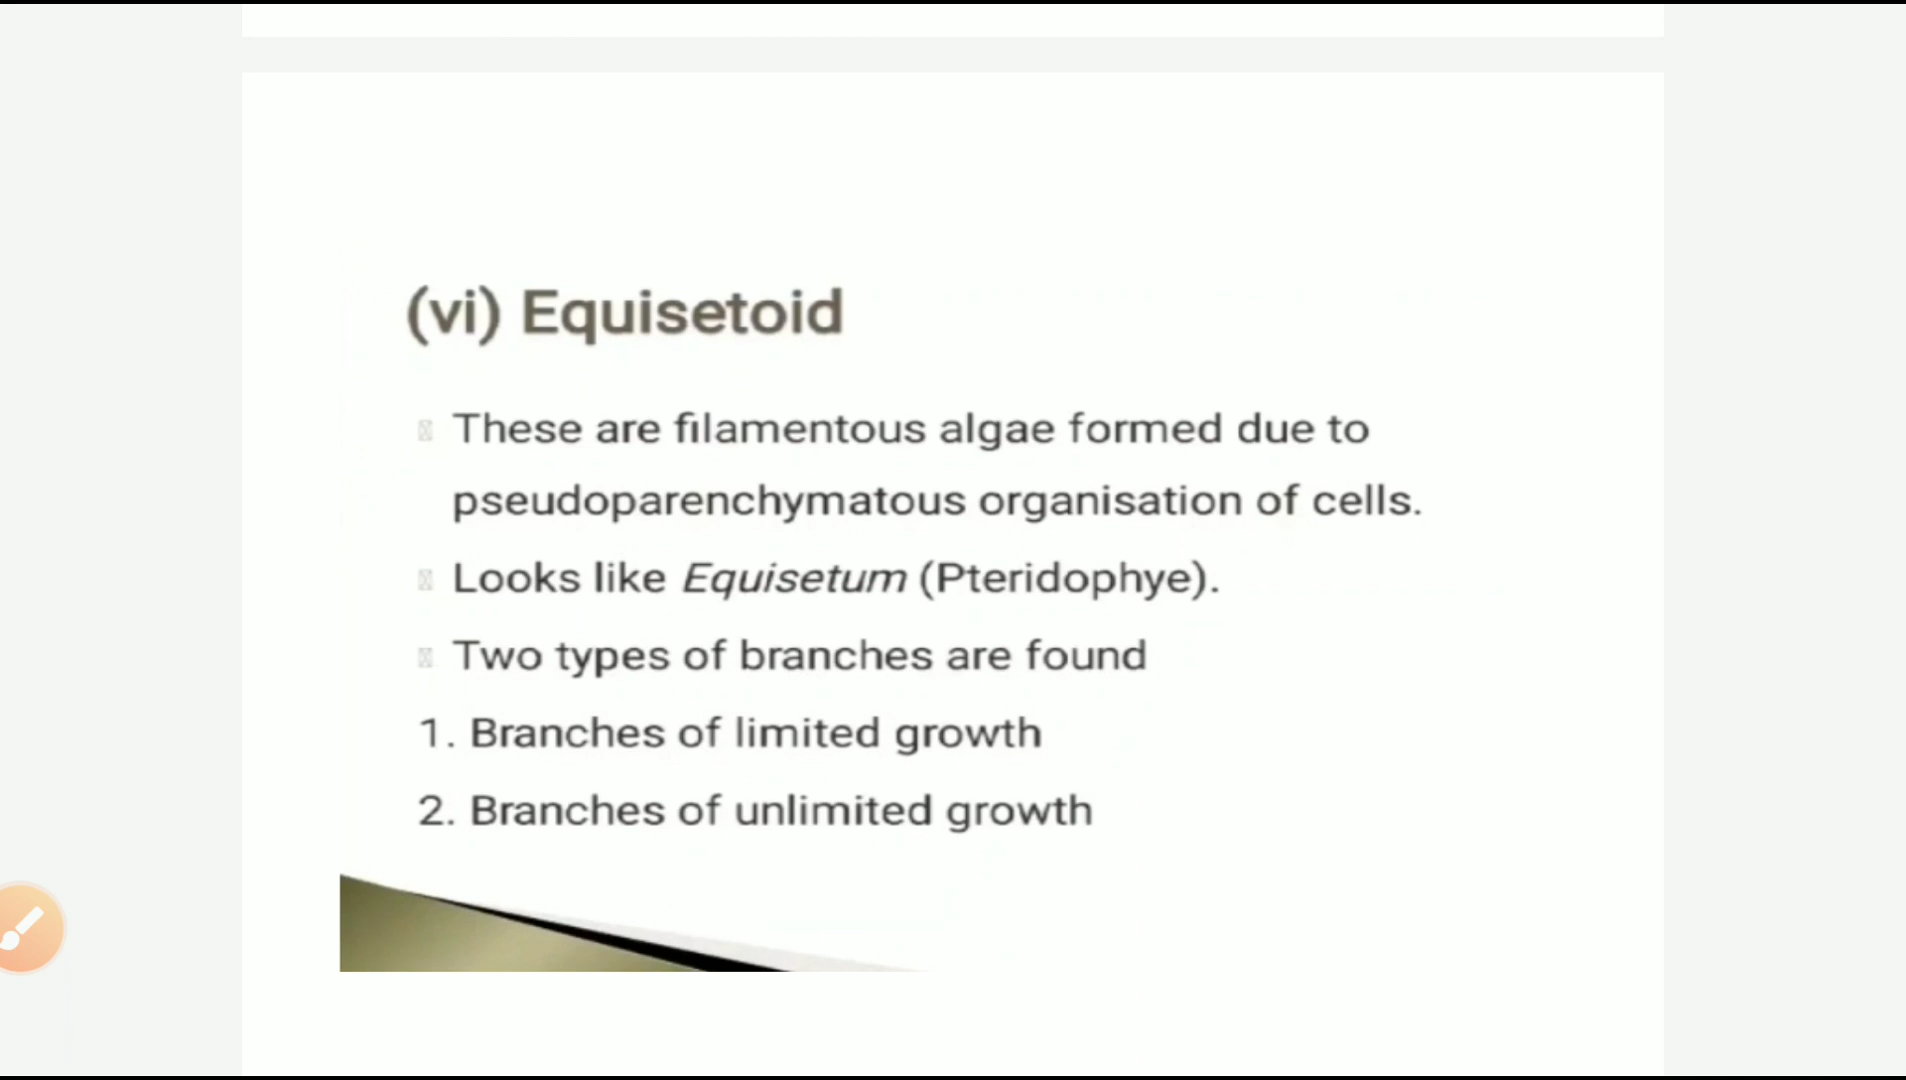 (vi) Equisetoid
These are filamentous algae formed due to
pseudoparenchymatous organisation of cells.
Looks like Equisetum (Pteridophye).
Two types of branches are found
1. Branches of limited growth
2. Branches of unlimited growth